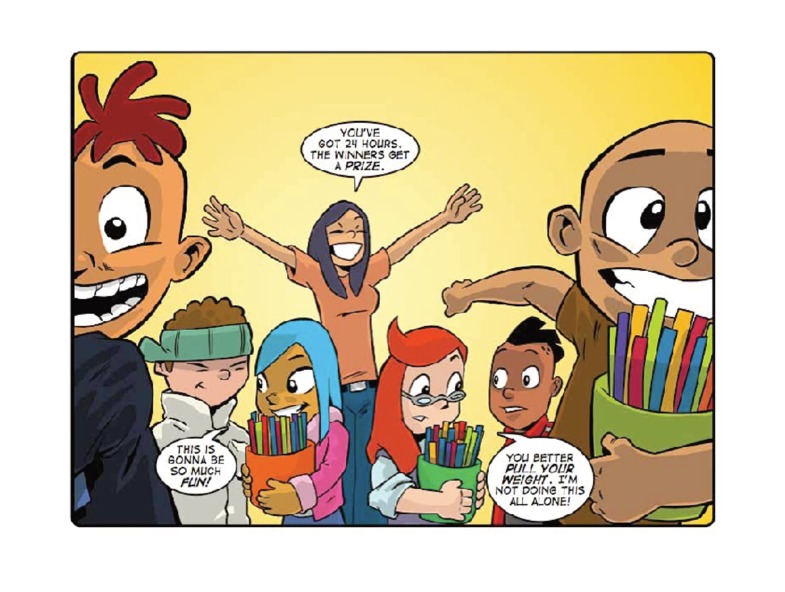 YOU'VE
GOT 24 HOURS.
THE WINNERS GET
A PRIZE.
THIS IS
GONNA BE
SO MUCH
FUN!
YOU BETTER
PULL YOUR
WEIGHT. I'M
NOT DOING THIS
ALL ALONE!